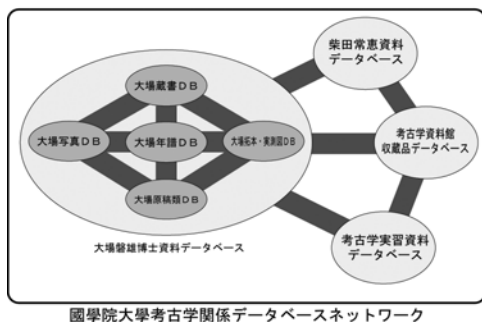 大場蔵書DB
大場写真DB
大場年譜DB
大場拓本・実測図DB
大場原稿類DB
大場磐雄博士資料データベース
柴田常恵資料
データベース
考古学資料館
収蔵品データベース
考古学実習資料
データベース
國學院大學考古学関係データベースネットワーク